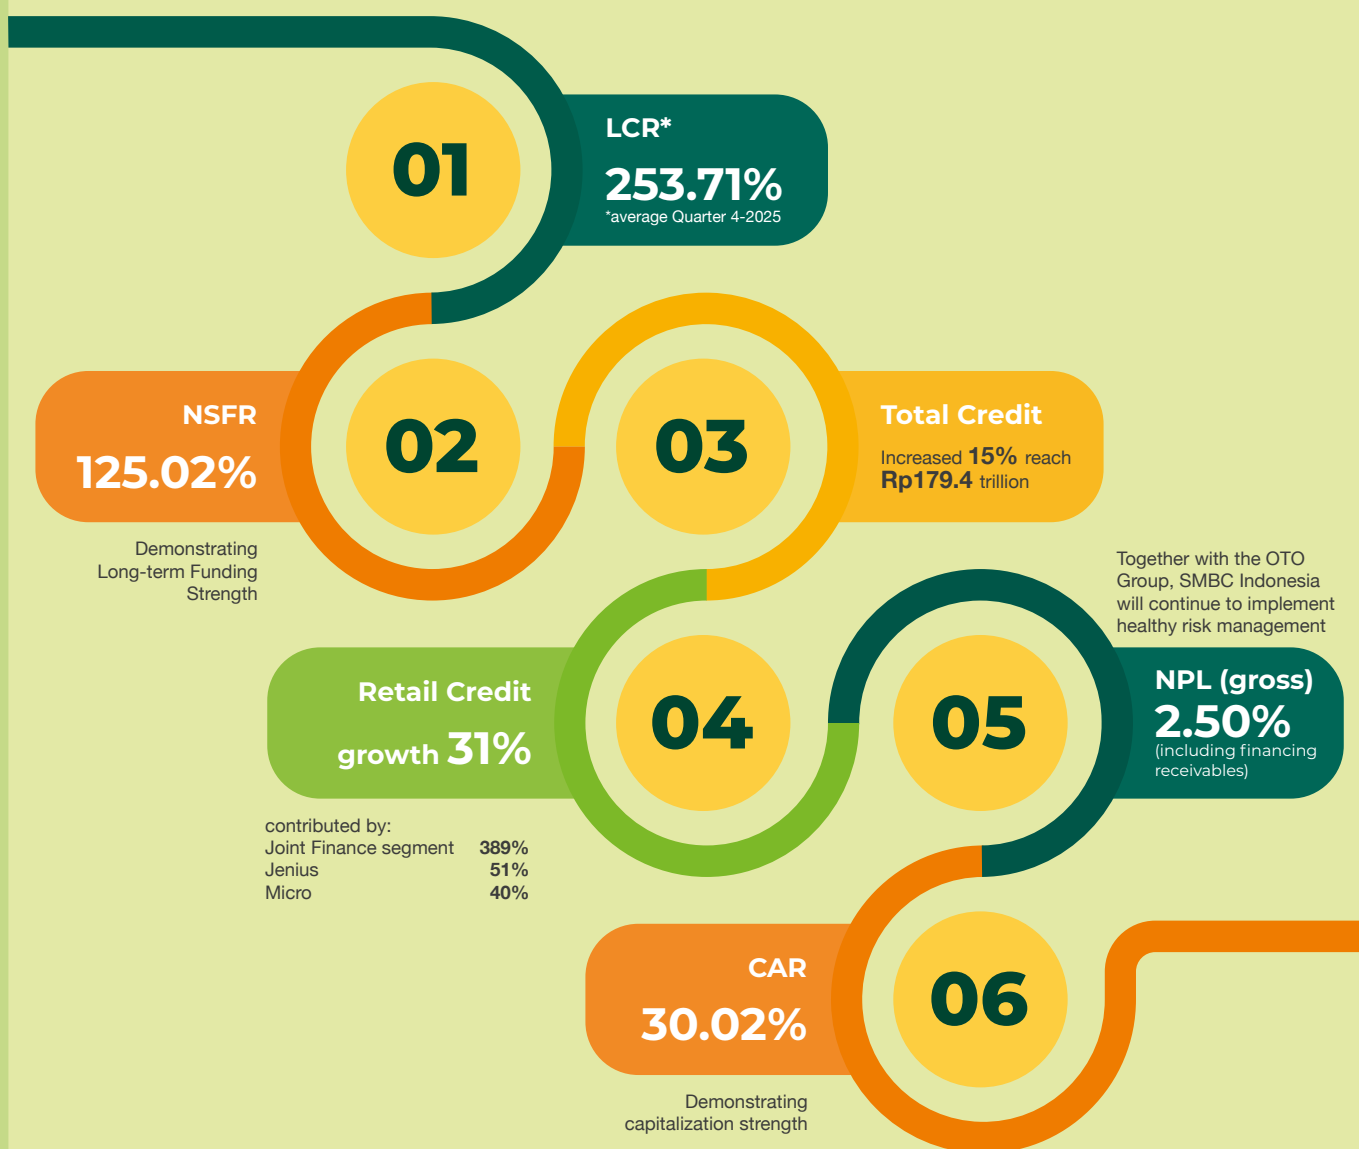 01
LCR*
253.71%
*average Quarter 4-2025
02
NSFR
125.02%
Demonstrating
Long-term Funding
Strength
03
Total Credit
Increased 15% reach
Rp179.4 trillion
04
Retail Credit
growth 31%
contributed by:
Joint Finance segment 389%
Jenius 51%
Micro 40%
05
Together with the OTO
Group, SMBC Indonesia
will continue to implement
healthy risk management
NPL (gross)
2.50%
(including financing
receivables)
06
CAR
30.02%
Demonstrating
capitalization strength